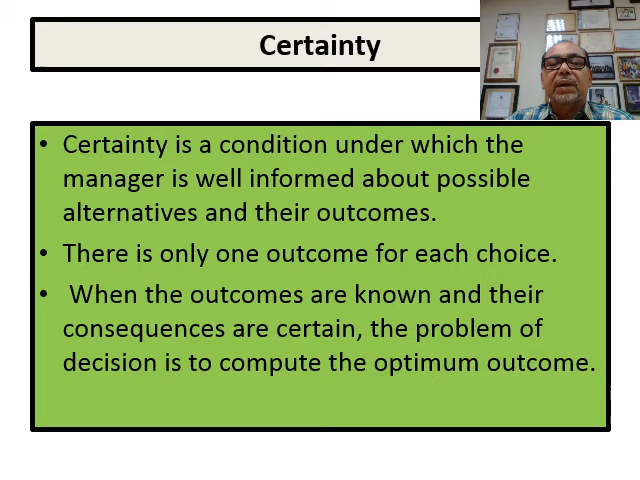 Certainty
• Certainty is a condition under which the
manager is well informed about possible
alternatives and their outcomes.
• There is only one outcome for each choice.
• When the outcomes are known and their
consequences are certain, the problem of
decision is to compute the optimum outcome.